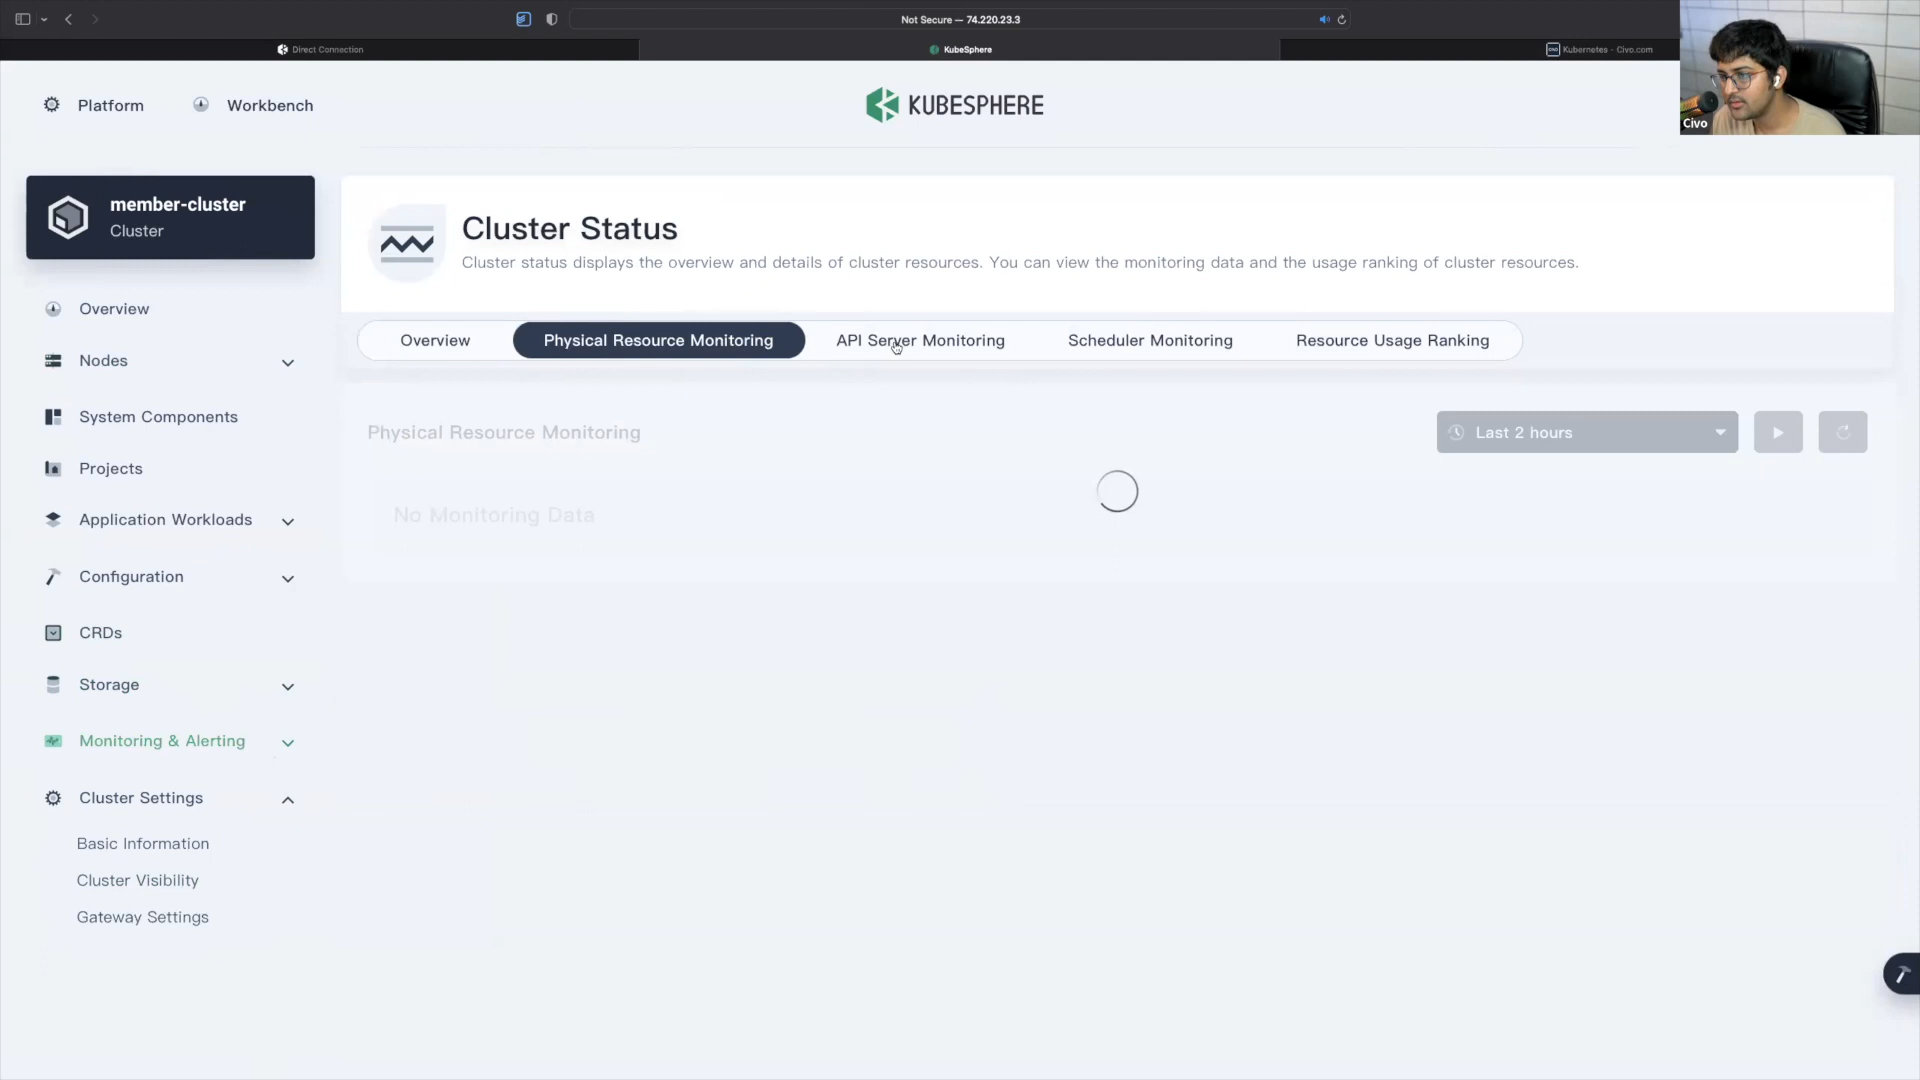 Not Secure — 74.220.23.3
Direct Connection
KubeSphere
Kubernetes - Civo.com
Civo
Platform
Workbench
KUBESPHERE
member-cluster
Cluster
Overview
Nodes
System Components
Projects
Application Workloads
Configuration
CRDs
Storage
Monitoring & Alerting
Cluster Settings
Basic Information
Cluster Visibility
Gateway Settings
Cluster Status
Cluster status displays the overview and details of cluster resources. You can view the monitoring data and the usage ranking of cluster resources.
Overview
Physical Resource Monitoring
API Server Monitoring
Scheduler Monitoring
Resource Usage Ranking
Physical Resource Monitoring
Last 2 hours
No Monitoring Data